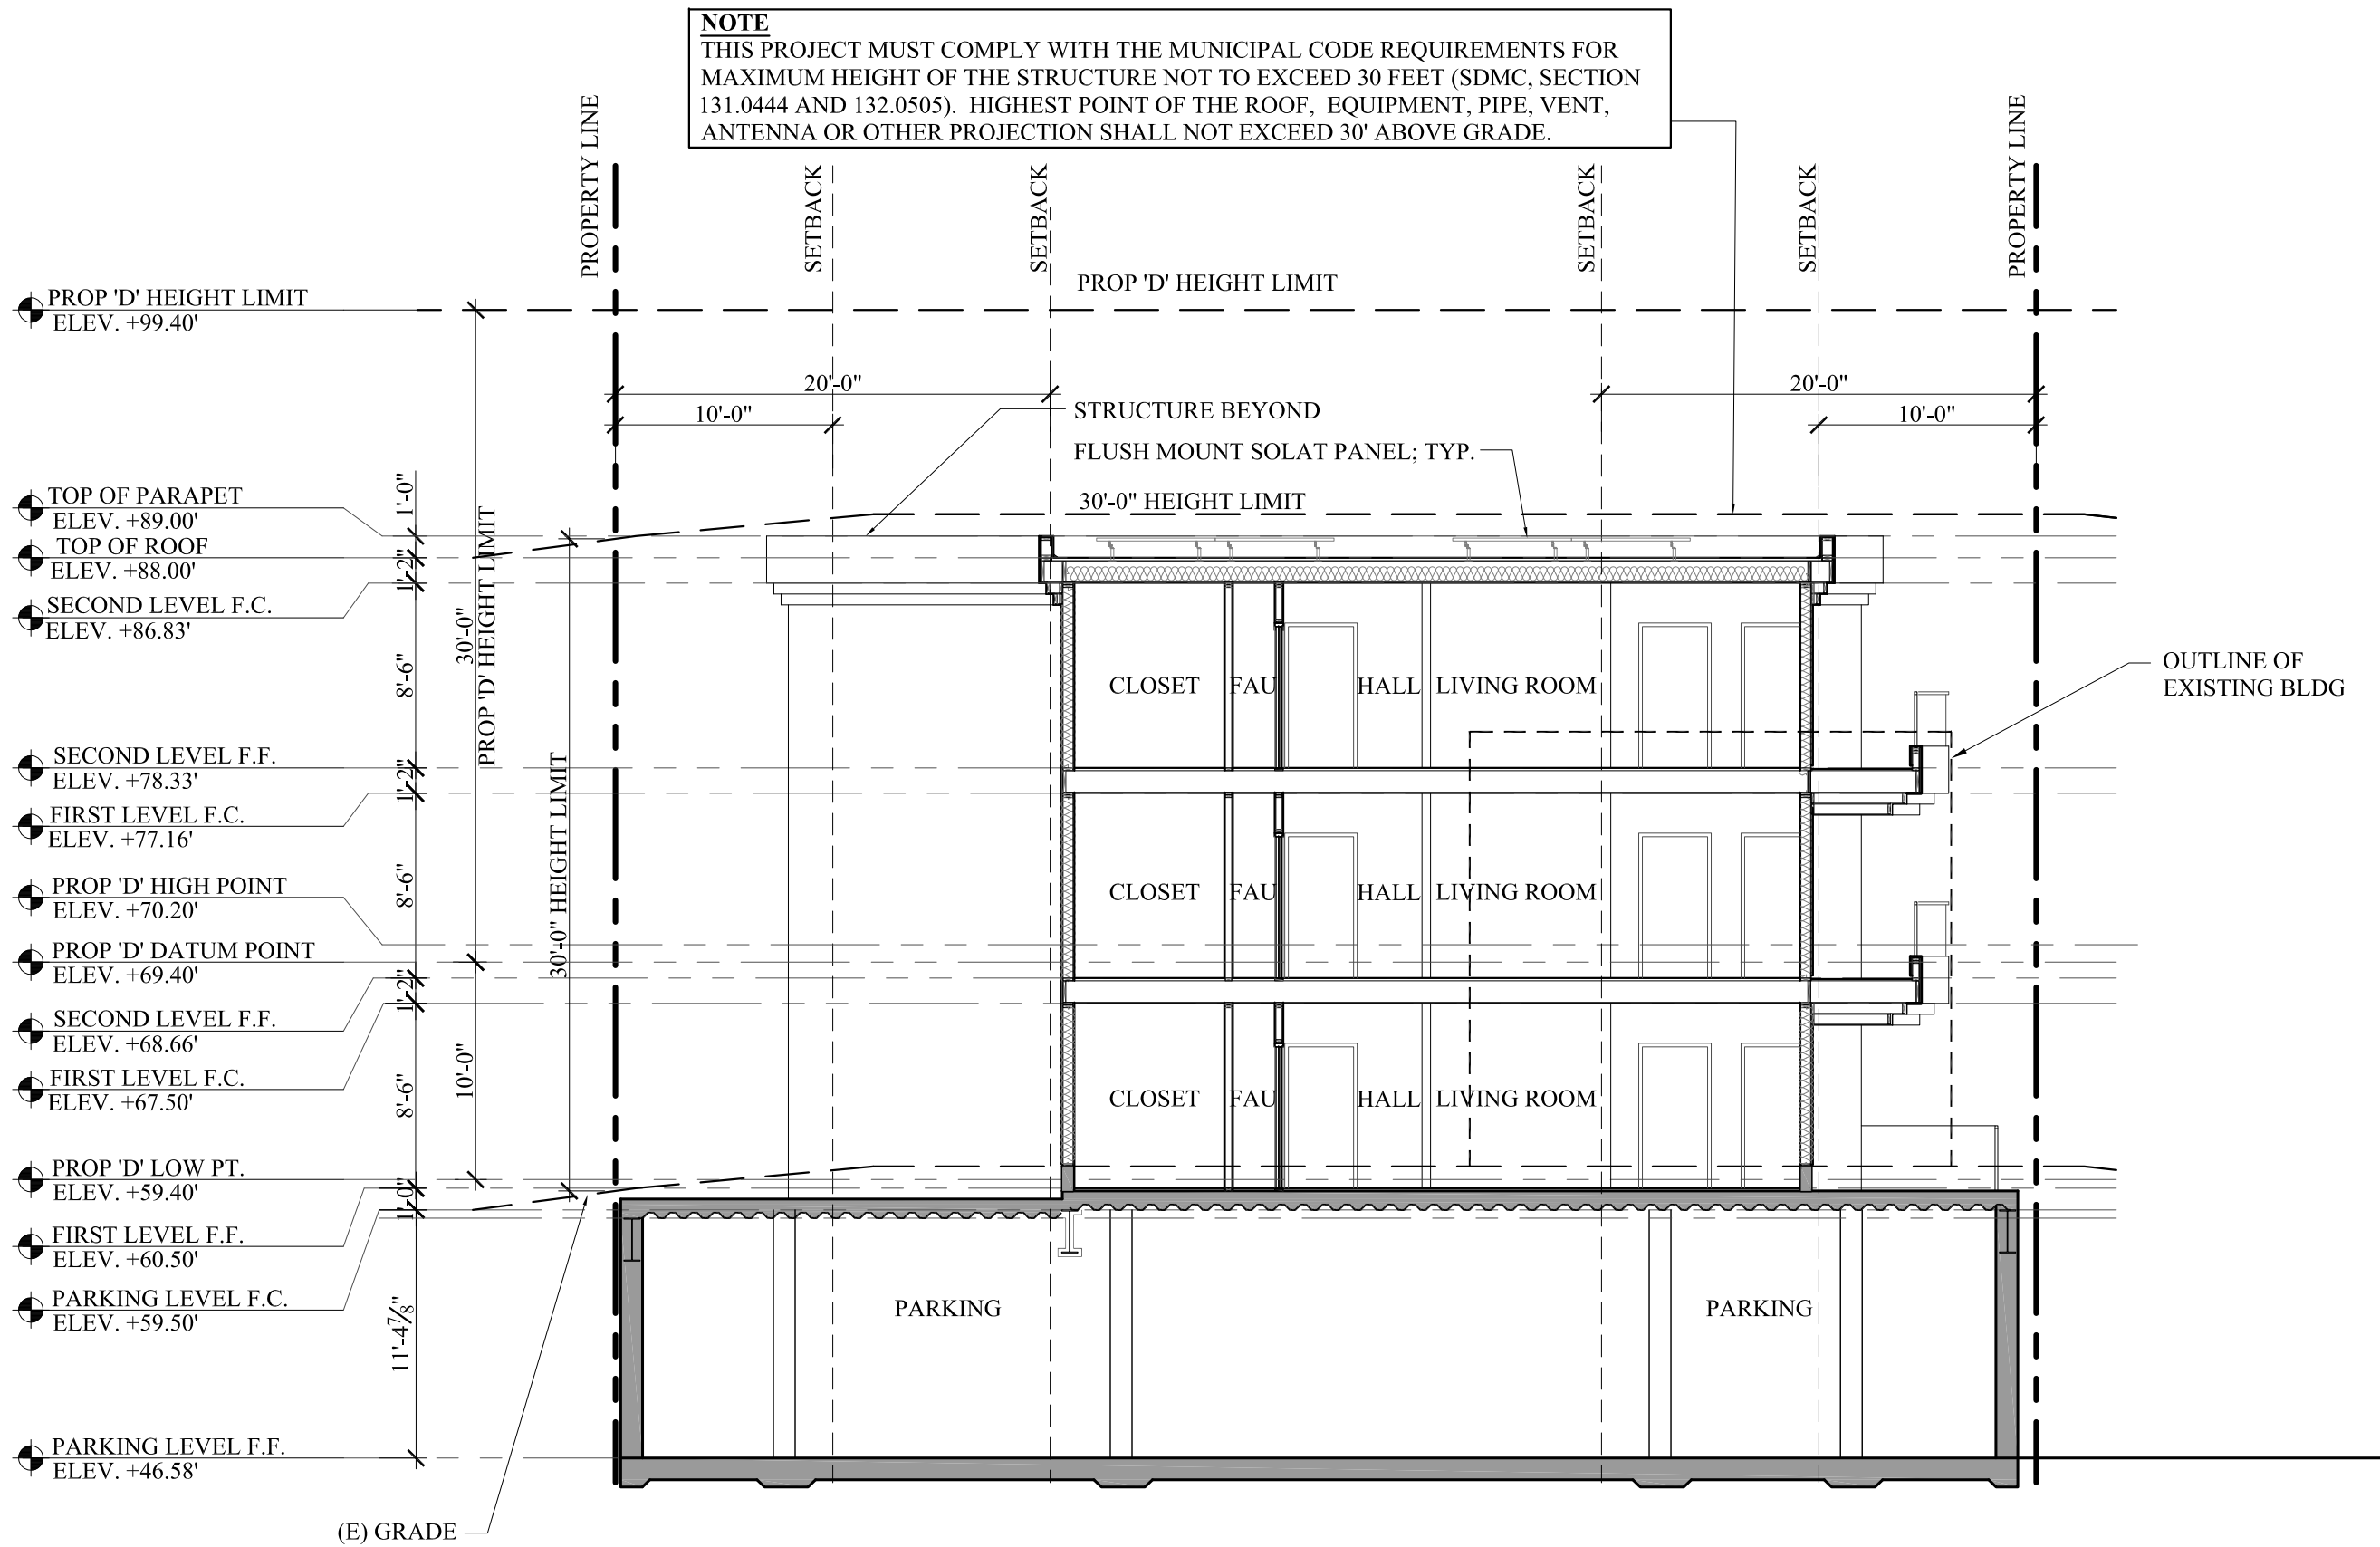 NOTE
THIS PROJECT MUST COMPLY WITH THE MUNICIPAL CODE REQUIREMENTS FOR
MAXIMUM HEIGHT OF THE STRUCTURE NOT TO EXCEED 30 FEET (SDMC, SECTION
131.0444 AND 132.0505). HIGHEST POINT OF THE ROOF, EQUIPMENT, PIPE, VENT,
ANTENNA OR OTHER PROJECTION SHALL NOT EXCEED 30' ABOVE GRADE.
PROPERTY LINE
SETBACK
SETBACK
SETBACK
SETBACK
PROPERTY LINE
PROP 'D' HEIGHT LIMIT
ELEV. +99.40'
PROP 'D' HEIGHT LIMIT
20'-0"
20'-0"
10'-0"
10'-0"
STRUCTURE BEYOND
FLUSH MOUNT SOLAT PANEL; TYP.
30'-0" HEIGHT LIMIT
TOP OF PARAPET
ELEV. +89.00'
TOP OF ROOF
ELEV. +88.00'
SECOND LEVEL F.C.
ELEV. +86.83'
SECOND LEVEL F.F.
ELEV. +78.33'
FIRST LEVEL F.C.
ELEV. +77.16'
PROP 'D' HIGH POINT
ELEV. +70.20'
PROP 'D' DATUM POINT
ELEV. +69.40'
SECOND LEVEL F.F.
ELEV. +68.66'
FIRST LEVEL F.C.
ELEV. +67.50'
PROP 'D' LOW PT.
ELEV. +59.40'
FIRST LEVEL F.F.
ELEV. +60.50'
PARKING LEVEL F.C.
ELEV. +59.50'
PARKING LEVEL F.F.
ELEV. +46.58'
1'-0"
1'-2"
8'-6"
1'-2"
8'-6"
1'-2"
8'-6"
1'-0"
11'-4⅞"
30'-0"
PROP 'D' HEIGHT LIMIT
10'-0"
30'-0" HEIGHT LIMIT
CLOSET FAU HALL LIVING ROOM
CLOSET FAU HALL LIVING ROOM
CLOSET FAU HALL LIVING ROOM
OUTLINE OF
EXISTING BLDG
PARKING
PARKING
(E) GRADE